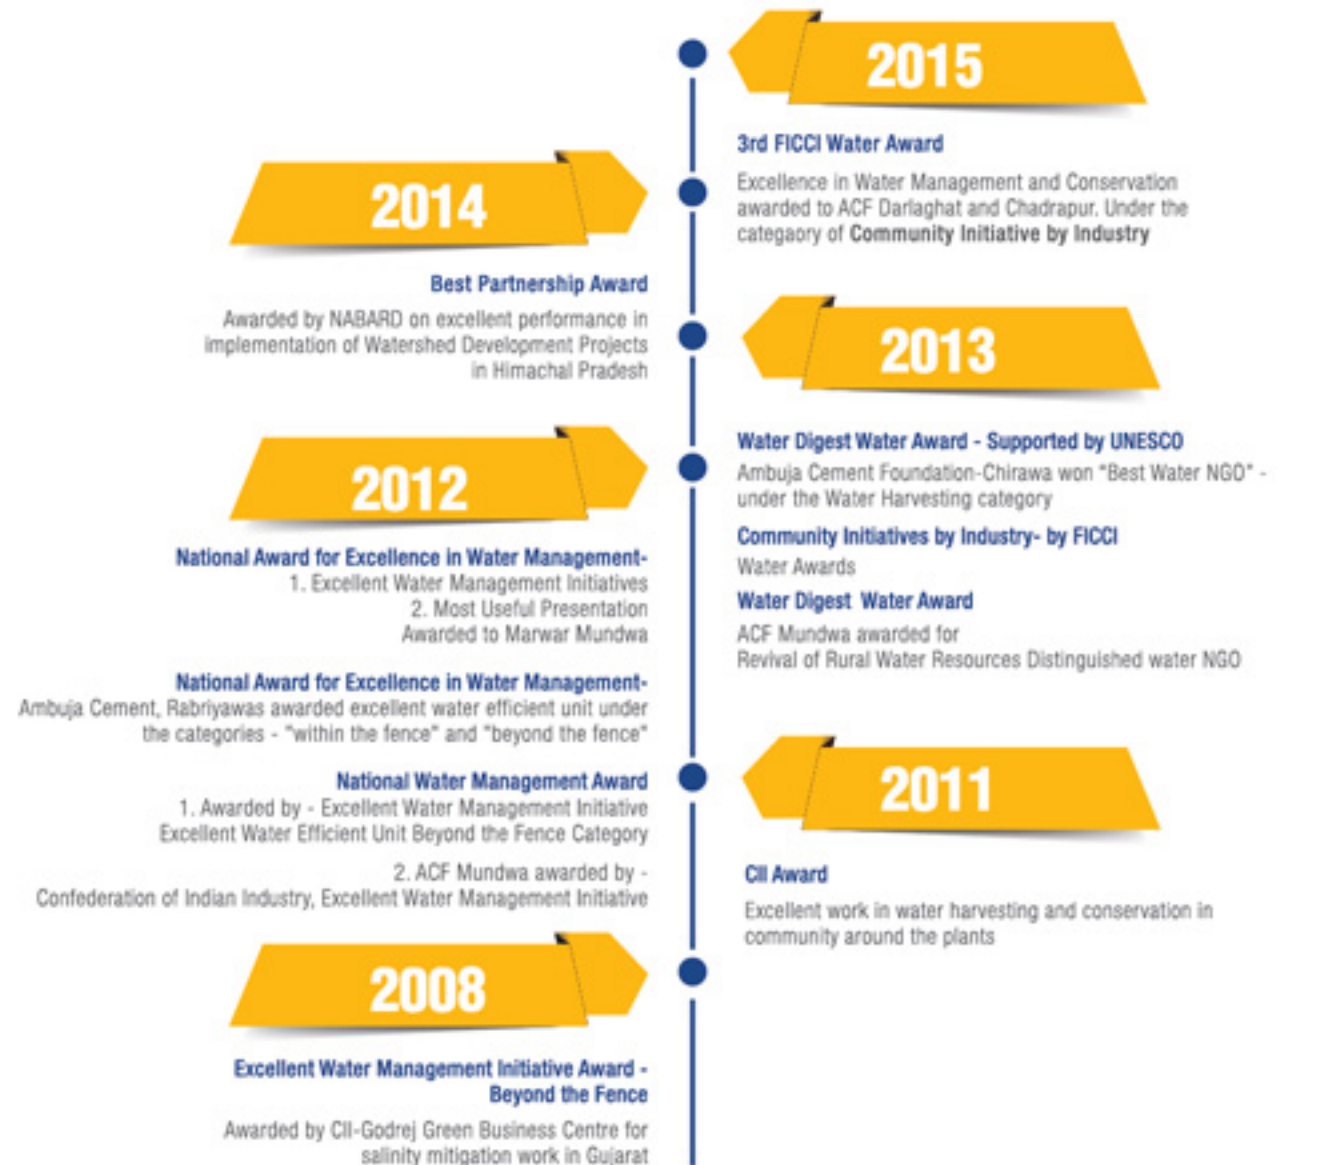 2015
3rd FICCI Water Award
Excellence in Water Management and Conservation
awarded to ACF Darlaghat and Chadrapur. Under the
categaory of Community Initiative by Industry
2014
Best Partnership Award
Awarded by NABARD on excellent performance in
implementation of Watershed Development Projects
in Himachal Pradesh
2013
Water Digest Water Award - Supported by UNESCO
Ambuja Cement Foundation-Chirawa won "Best Water NGO" -
under the Water Harvesting category
Community Initiatives by Industry- by FICCI
Water Awards
Water Digest Water Award
ACF Mundwa awarded for
Revival of Rural Water Resources Distinguished water NGO
2012
National Award for Excellence in Water Management-
1. Excellent Water Management Initiatives
2. Most Useful Presentation
Awarded to Marwar Mundwa
National Award for Excellence in Water Management-
Ambuja Cement, Rabriyawas awarded excellent water efficient unit under
the categories - "within the fence" and "beyond the fence"
National Water Management Award
1. Awarded by - Excellent Water Management Initiative
Excellent Water Efficient Unit Beyond the Fence Category
2. ACF Mundwa awarded by -
Confederation of Indian Industry, Excellent Water Management Initiative
2011
CII Award
Excellent work in water harvesting and conservation in
community around the plants
2008
Excellent Water Management Initiative Award -
Beyond the Fence
Awarded by CII-Godrej Green Business Centre for
salinity mitigation work in Gujarat